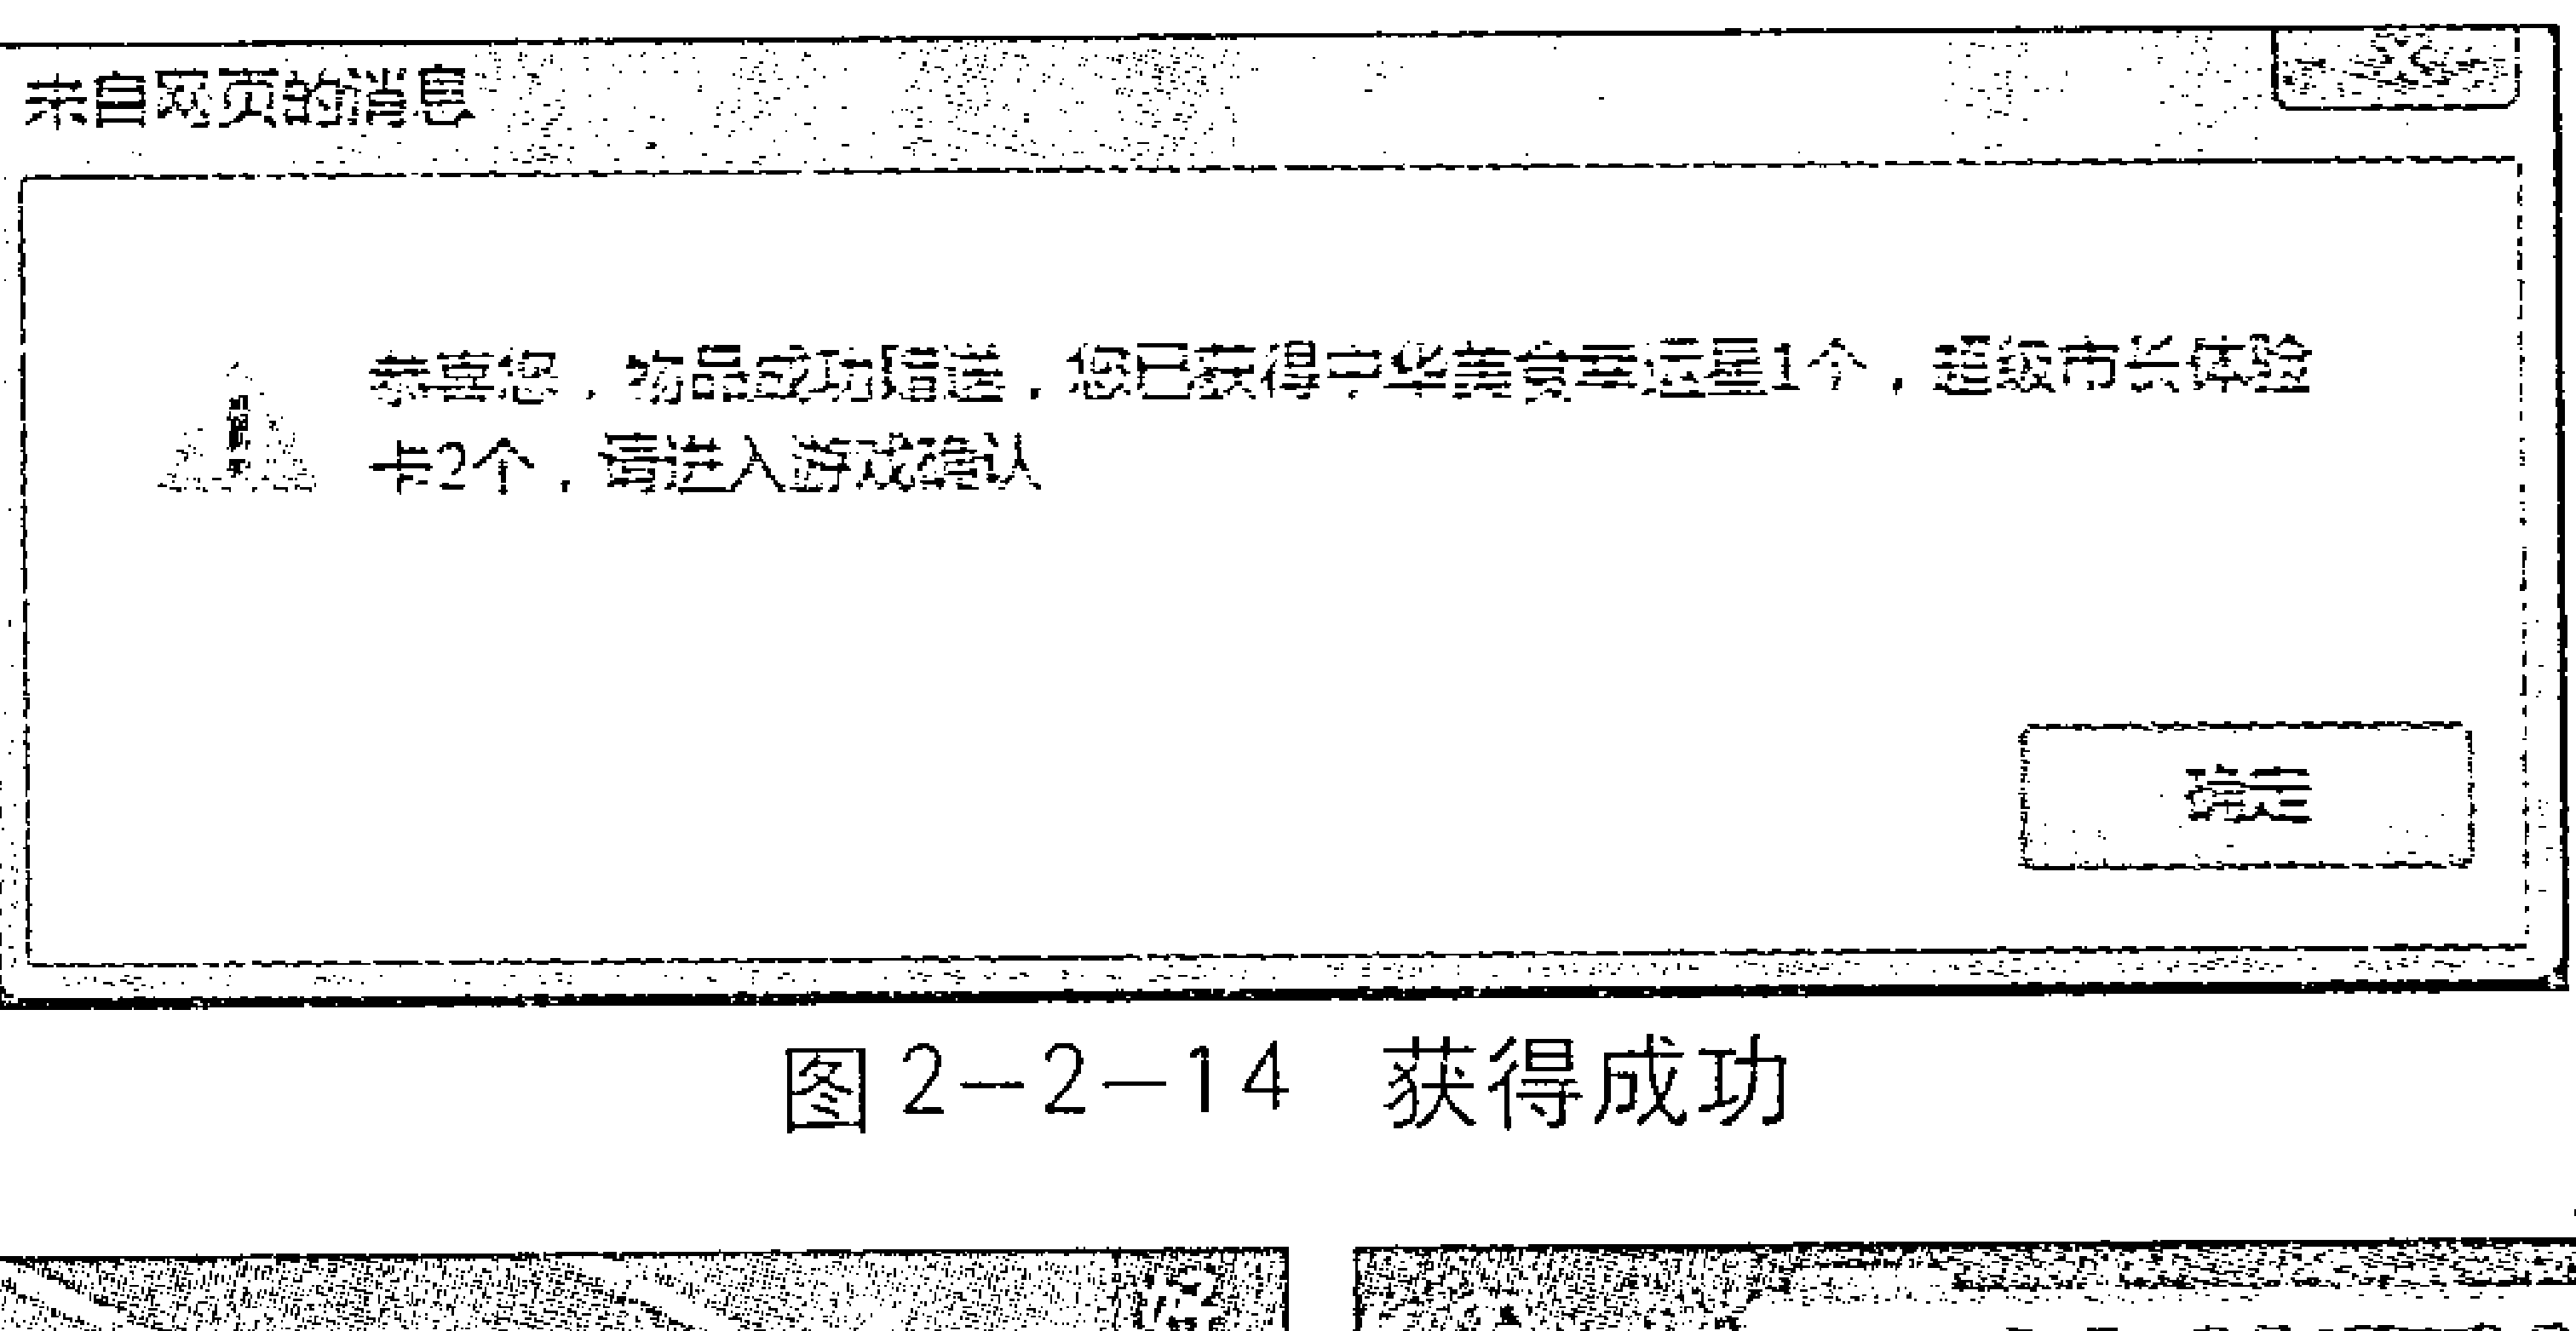 来自网页的消息
恭喜您，物品成功赠送，您已获得中华美食幸运星1个，超级市长体验
卡2个，请进入游戏确认
确定
图2-2-14 获得成功